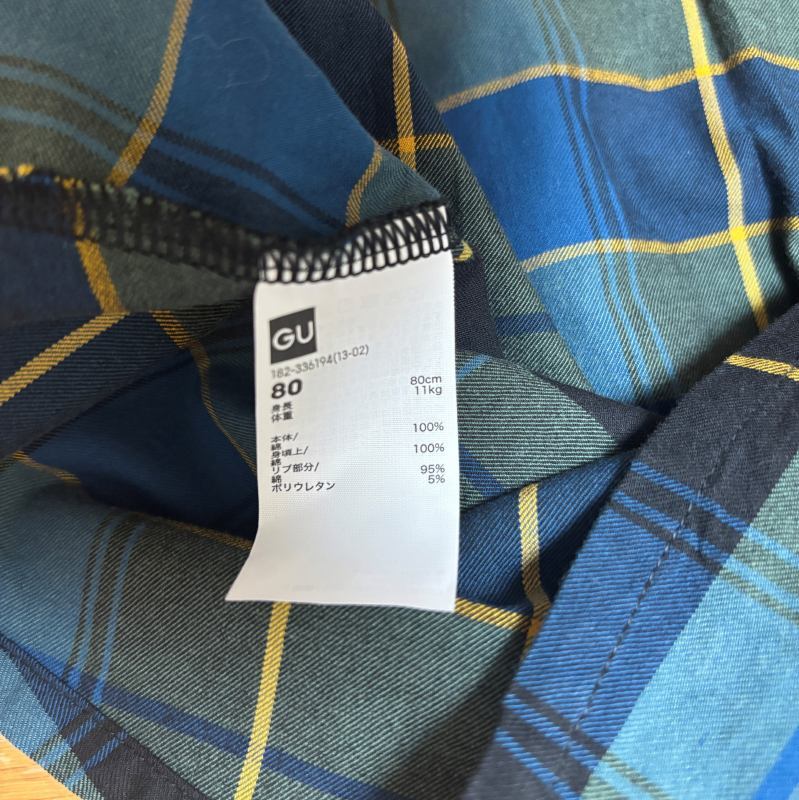 GU
182-336194(13-02)
80
身長 80cm
体重 11kg
本体/
綿 100%
身頃上/
綿 100%
リブ部分/
綿 95%
ポリウレタン 5%